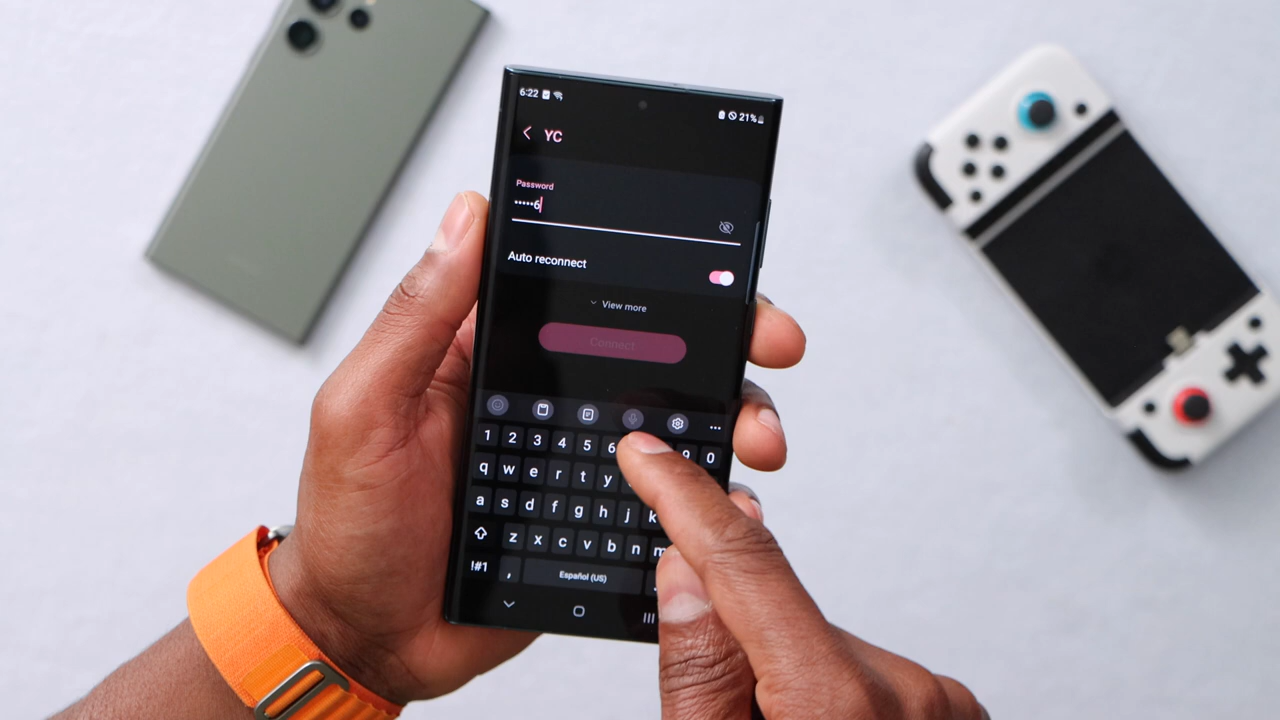 6:22
21%
YC
Password
•••••6
Auto reconnect
View more
Connect
1 2 3 4 5 6 9 0
q w e r t y
a s d f g h j k
z x c v b n m
!#1 , Español (US) .